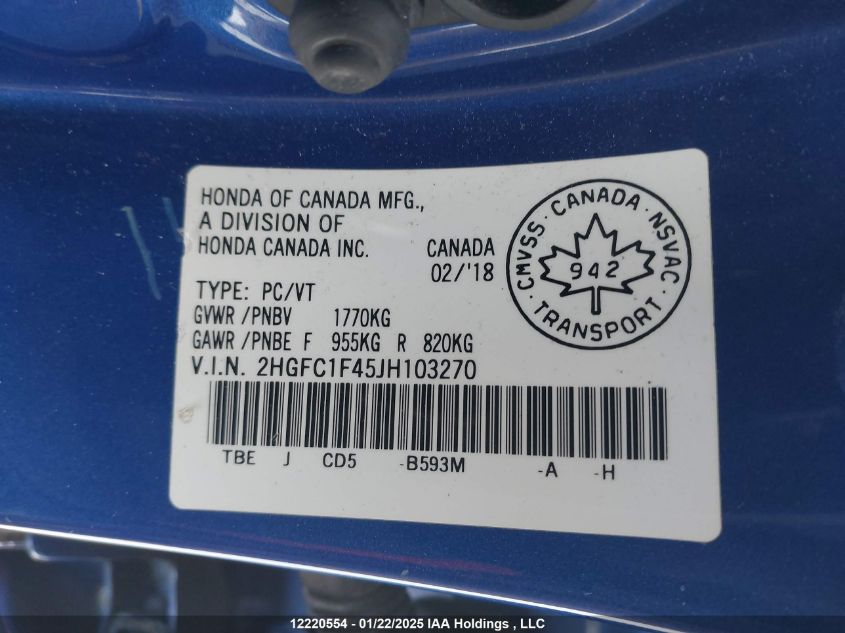 HONDA OF CANADA MFG.,
A DIVISION OF
HONDA CANADA INC. CANADA
02/'18
TYPE: PC/VT
GVWR /PNBV 1770KG
GAWR /PNBE F 955KG R 820KG
V.I.N. 2HGFC1F45JH103270
TBE J CD5 -B593M -A -H
CMVSS · CANADA · NSVAC
942
· TRANSPORT ·
12220554 - 01/22/2025 IAA Holdings , LLC